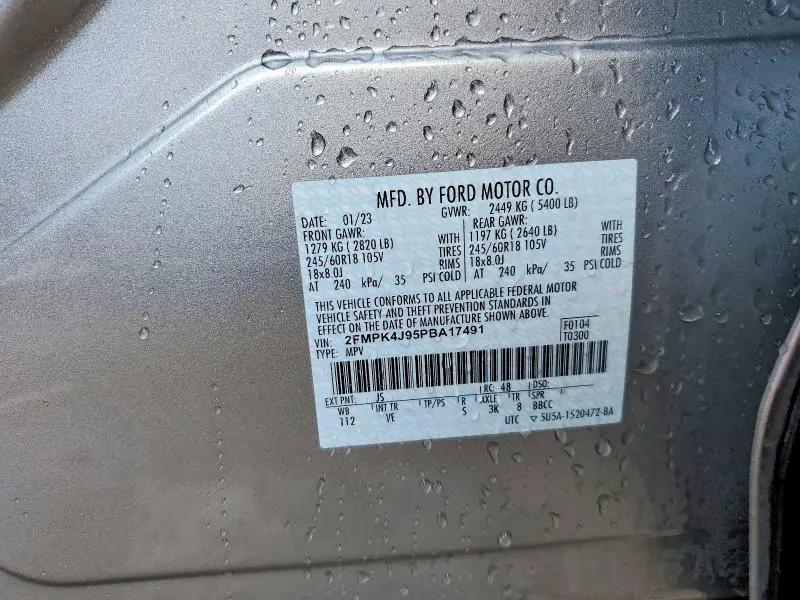 MFD. BY FORD MOTOR CO.
DATE: 01/23 GVWR: 2449 KG ( 5400 LB)
FRONT GAWR: REAR GAWR:
1279 KG ( 2820 LB) WITH 1197 KG ( 2640 LB) WITH
245/60R18 105V TIRES 245/60R18 105V TIRES
18x8.0J RIMS 18x8.0J RIMS
AT 240 kPa/ 35 PSI COLD AT 240 kPa/ 35 PSI COLD
THIS VEHICLE CONFORMS TO ALL APPLICABLE FEDERAL MOTOR
VEHICLE SAFETY AND THEFT PREVENTION STANDARDS IN
EFFECT ON THE DATE OF MANUFACTURE SHOWN ABOVE.
VIN: 2FMPK4J95PBA17491 F0104
TYPE: MPV T0300
EXT PNT: JS RC: 48 DSO:
WB INT TR TP/PS R AXLE TR SPR
112 VE S 3K 8 BBCC
UTC ▽ 5U5A-1520472-BA